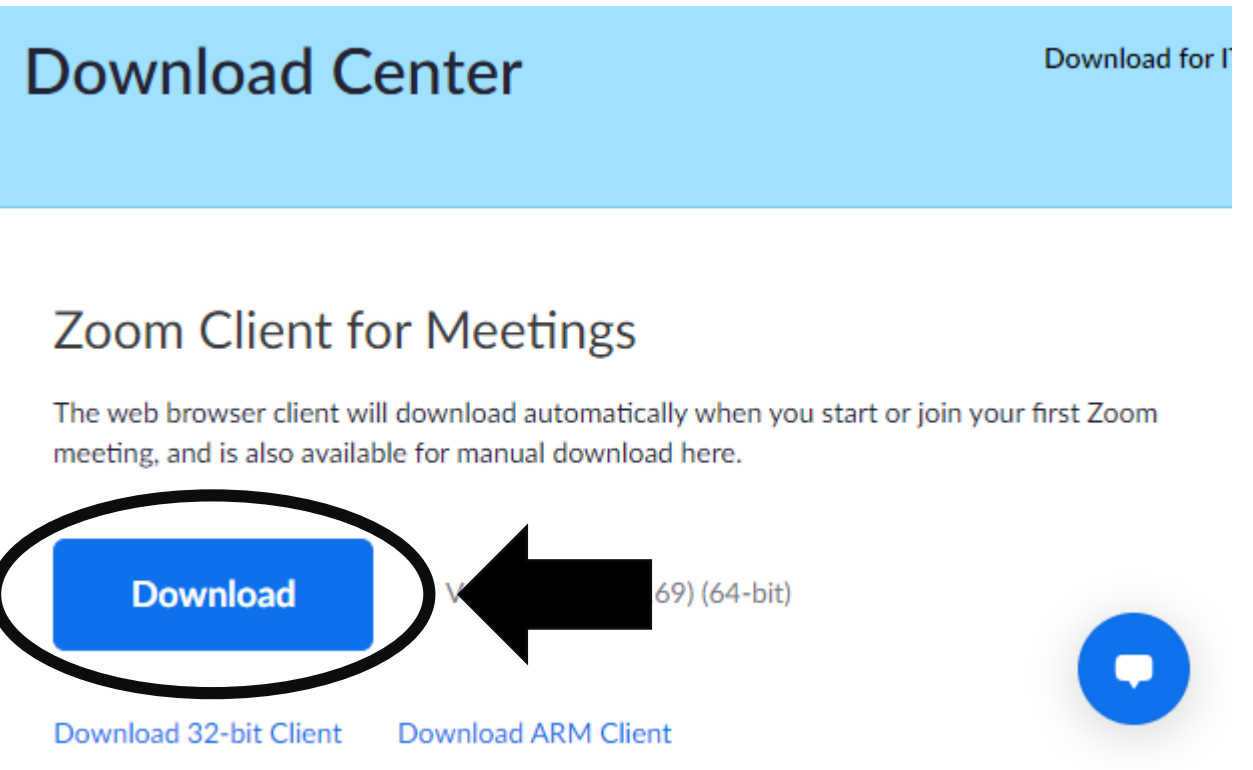 Download Center
Download for
Zoom Client for Meetings
The web browser client will download automatically when you start or join your first Zoom
meeting, and is also available for manual download here.
Download
69) (64-bit)
Download 32-bit Client
Download ARM Client